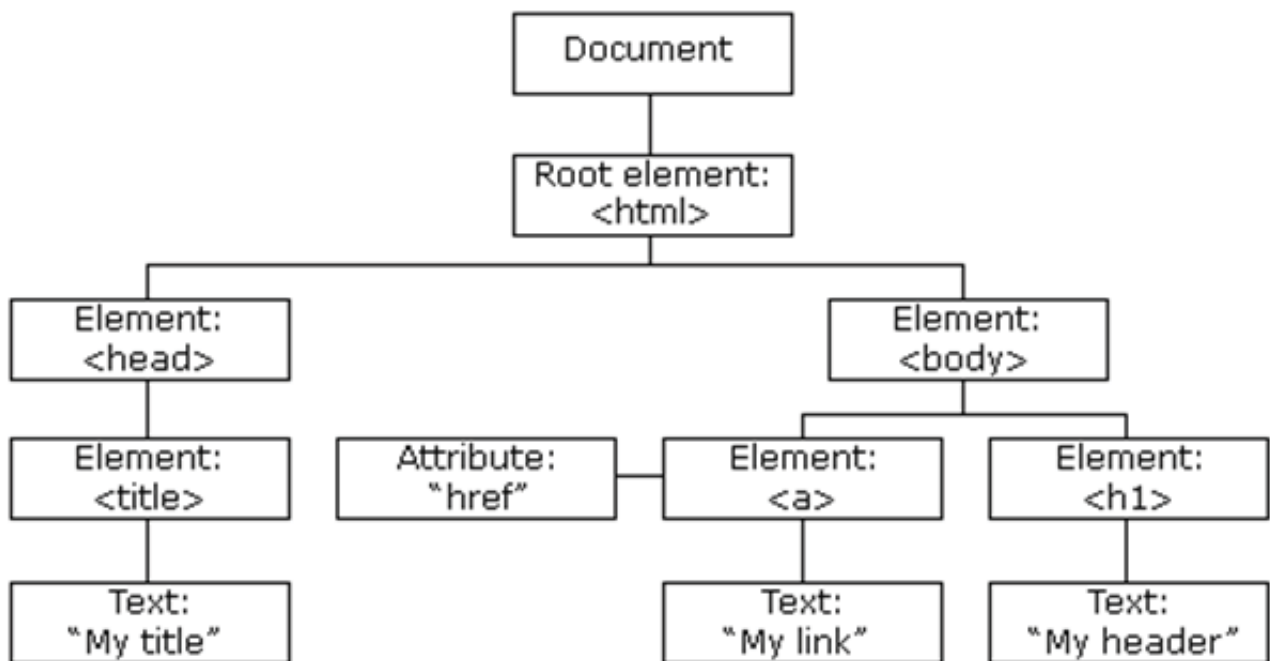 Document
Root element:
<html>
Element:
<head>
Element:
<body>
Element:
<title>
Attribute:
“href”
Element:
<a>
Element:
<h1>
Text:
“My title”
Text:
“My link”
Text:
“My header”